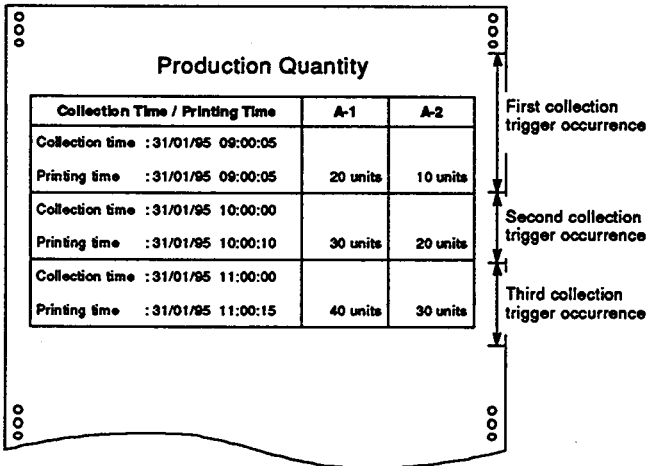 Production Quantity
Collection Time / Printing Time A-1 A-2
Collection time : 31/01/95 09:00:05
Printing time : 31/01/95 09:00:05 20 units 10 units
Collection time : 31/01/95 10:00:00
Printing time : 31/01/95 10:00:10 30 units 20 units
Collection time : 31/01/95 11:00:00
Printing time : 31/01/95 11:00:15 40 units 30 units
First collection
trigger occurrence
Second collection
trigger occurrence
Third collection
trigger occurrence